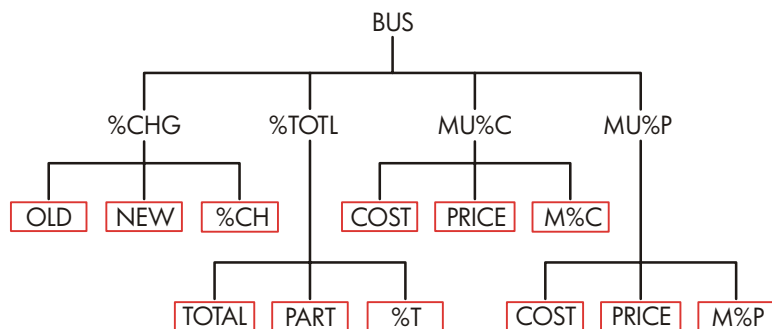 BUS
%CHG %TOTL MU%C MU%P
OLD NEW %CH COST PRICE M%C
TOTAL PART %T COST PRICE M%P